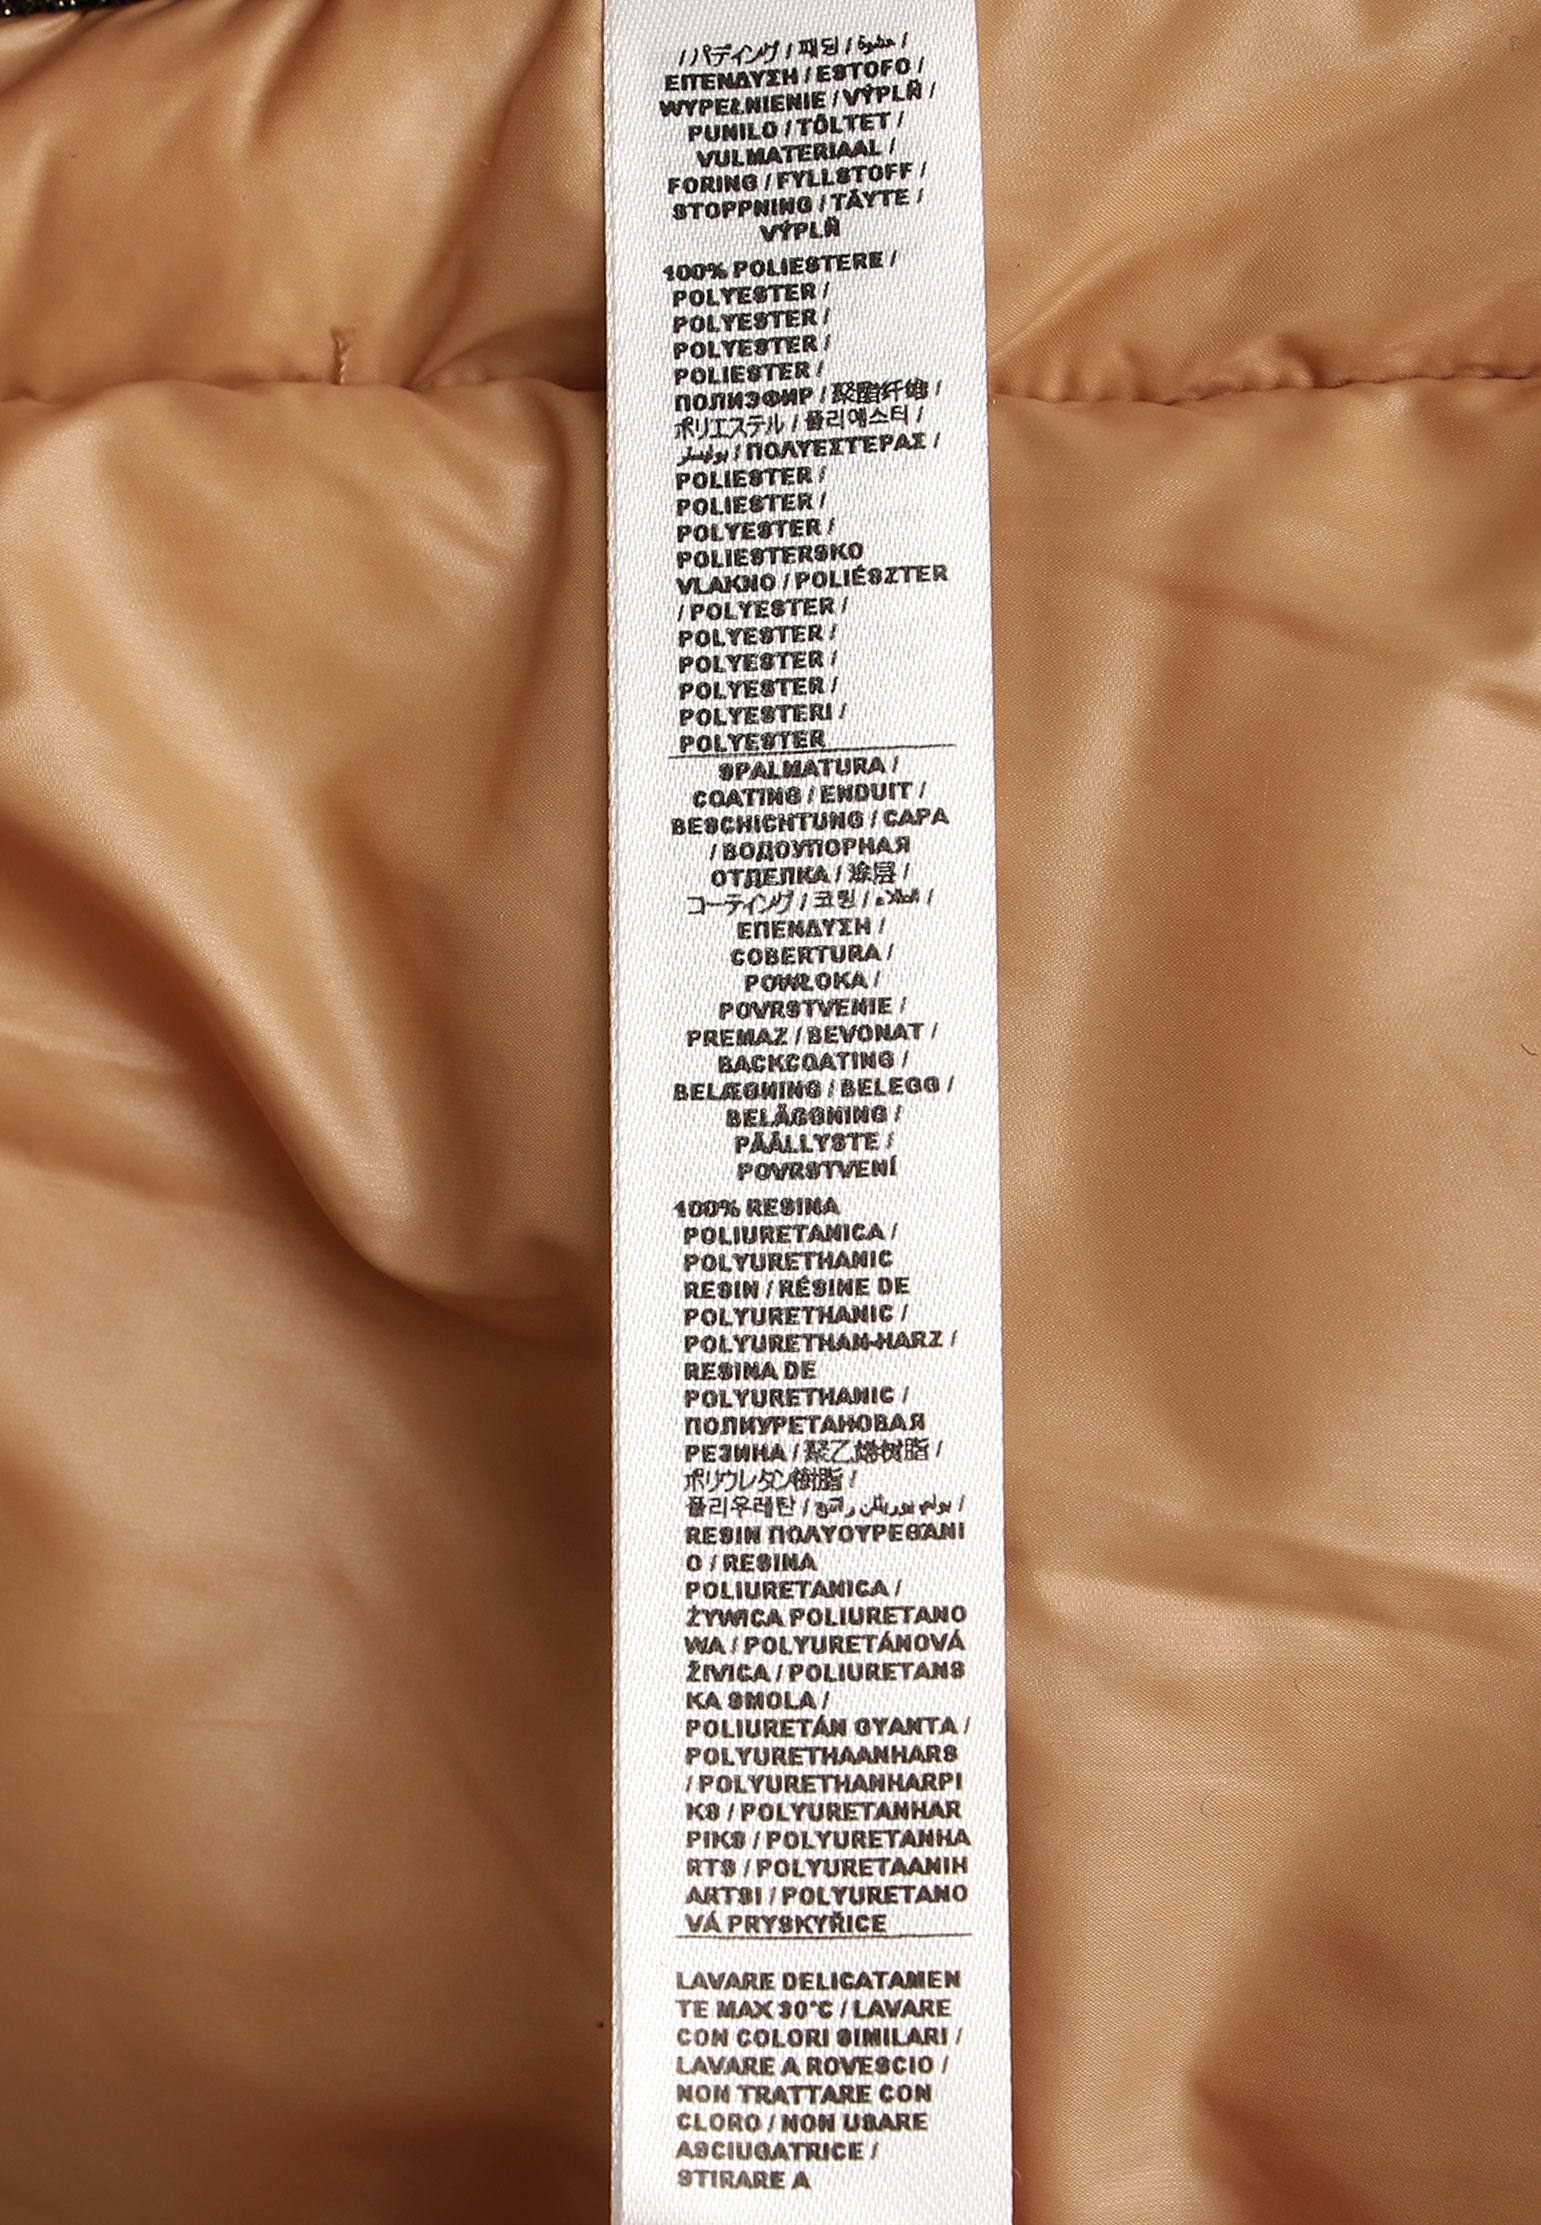 / パディング / 패딩 / حشوة /
ΕΠΕΝΔΥΣΗ / ESTOFO /
WYPEŁNIENIE / VÝPLŇ /
PUNILO / TÖLTET /
VULMATERIAAL /
FORING / FYLLSTOFF /
STOPPNING / TÄYTE /
VÝPLŇ
100% POLIESTERE /
POLYESTER /
POLYESTER /
POLYESTER /
POLIESTER /
ПОЛИЭФИР / 聚酯纤维 /
ポリエステル / 폴리에스터 /
بوليستر / ΠΟΛΥΕΣΤΕΡΑΣ /
POLIESTER /
POLIESTER /
POLYESTER /
POLIESTERSKO
VLAKNO / POLIÉSZTER
/ POLYESTER /
POLYESTER /
POLYESTER /
POLYESTER /
POLYESTERI /
POLYESTER
SPALMATURA /
COATING / ENDUIT /
BESCHICHTUNG / CAPA
/ ВОДОУПОРНАЯ
ОТДЕЛКА / 涂层 /
コーティング / 코팅 / /
ΕΠΕΝΔΥΣΗ /
COBERTURA /
POWŁOKA /
POVRSTVENIE /
PREMAZ / BEVONAT /
BACKCOATING /
BELÆGNING / BELEGG /
BELÄGGNING /
PÄÄLLYSTE /
POVRSTVENÍ
100% RESINA
POLIURETANICA /
POLYURETHANIC
RESIN / RÉSINE DE
POLYURETHANIC /
POLYURETHAN-HARZ /
RESINA DE
POLYURETHANIC /
ПОЛИУРЕТАНОВАЯ
РЕЗИНА / 聚乙烯树脂 /
ポリウレタン樹脂 /
폴리우레탄 / /
RESIN ΠΟΛΥΟΥΡΕΘΑΝΙ
Ο / RESINA
POLIURETANICA /
ŻYWICA POLIURETANO
WA / POLYURETÁNOVÁ
ŽIVICA / POLIURETANS
KA SMOLA /
POLIURETÁN GYANTA /
POLYURETHAANHARS
/ POLYURETHANHARPI
KS / POLYURETANHAR
PIKS / POLYURETANHA
RTS / POLYURETAANIH
ARTSI / POLYURETANO
VÁ PRYSKYŘICE
LAVARE DELICATAMEN
TE MAX 30°C / LAVARE
CON COLORI SIMILARI /
LAVARE A ROVESCIO /
NON TRATTARE CON
CLORO / NON USARE
ASCIUGATRICE /
STIRARE A